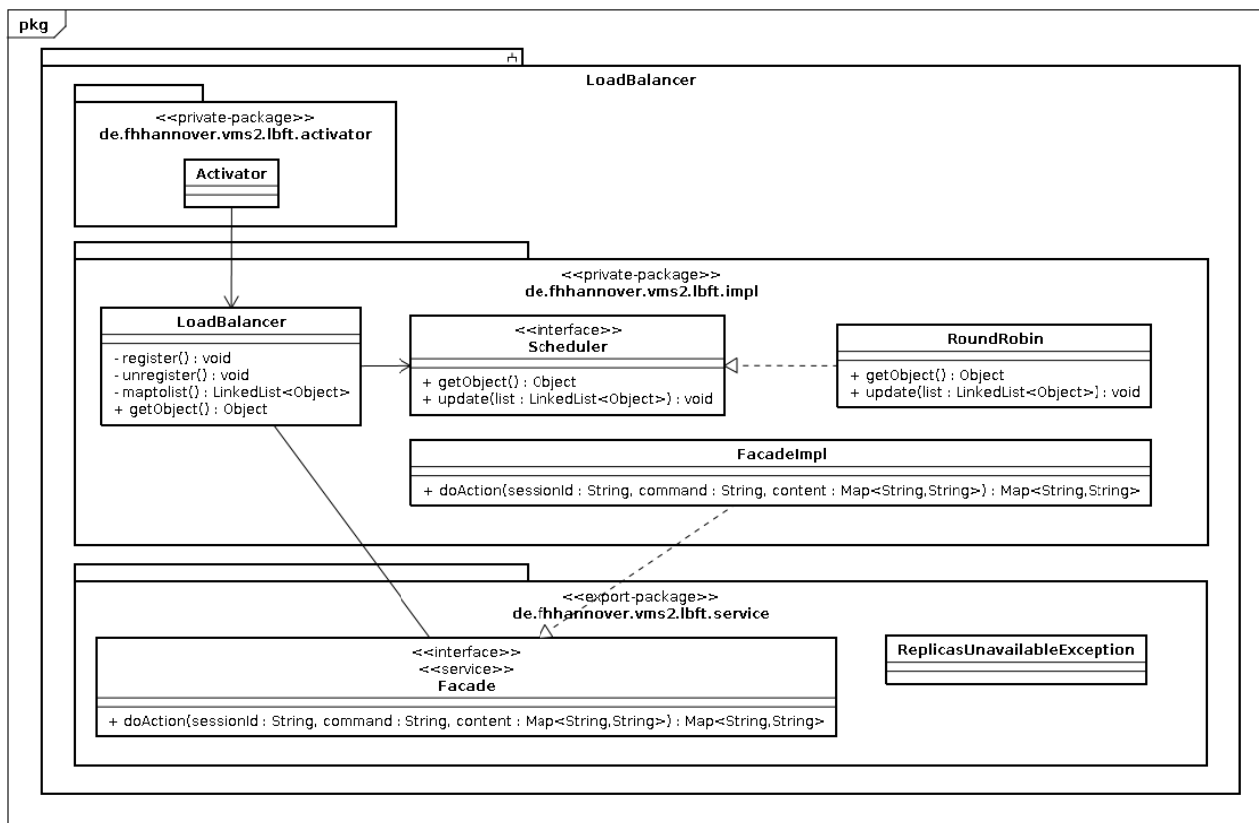 pkg
LoadBalancer
<<private-package>>
de.fhhannover.vms2.lbft.activator
Activator
<<private-package>>
de.fhhannover.vms2.lbft.impl
LoadBalancer
- register() : void
- unregister() : void
- maptolist() : LinkedList<Object>
+ getObject() : Object
<<interface>>
Scheduler
+ getObject() : Object
+ update(list : LinkedList<Object>) : void
RoundRobin
+ getObject() : Object
+ update(list : LinkedList<Object>) : void
FacadeImpl
+ doAction(sessionId : String, command : String, content : Map<String,String>) : Map<String,String>
<<export-package>>
de.fhhannover.vms2.lbft.service
<<interface>>
<<service>>
Facade
+ doAction(sessionId : String, command : String, content : Map<String,String>) : Map<String,String>
ReplicasUnavailableException